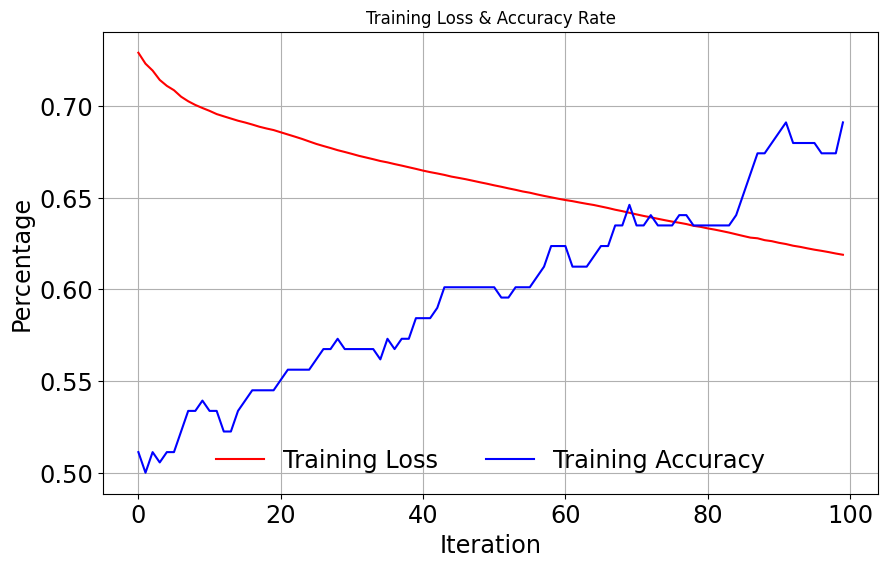 Training Loss & Accuracy Rate
0.70
0.65
0.60
0.55
0.50
Percentage
Training Loss
Training Accuracy
0 20 40 60 80 100
Iteration